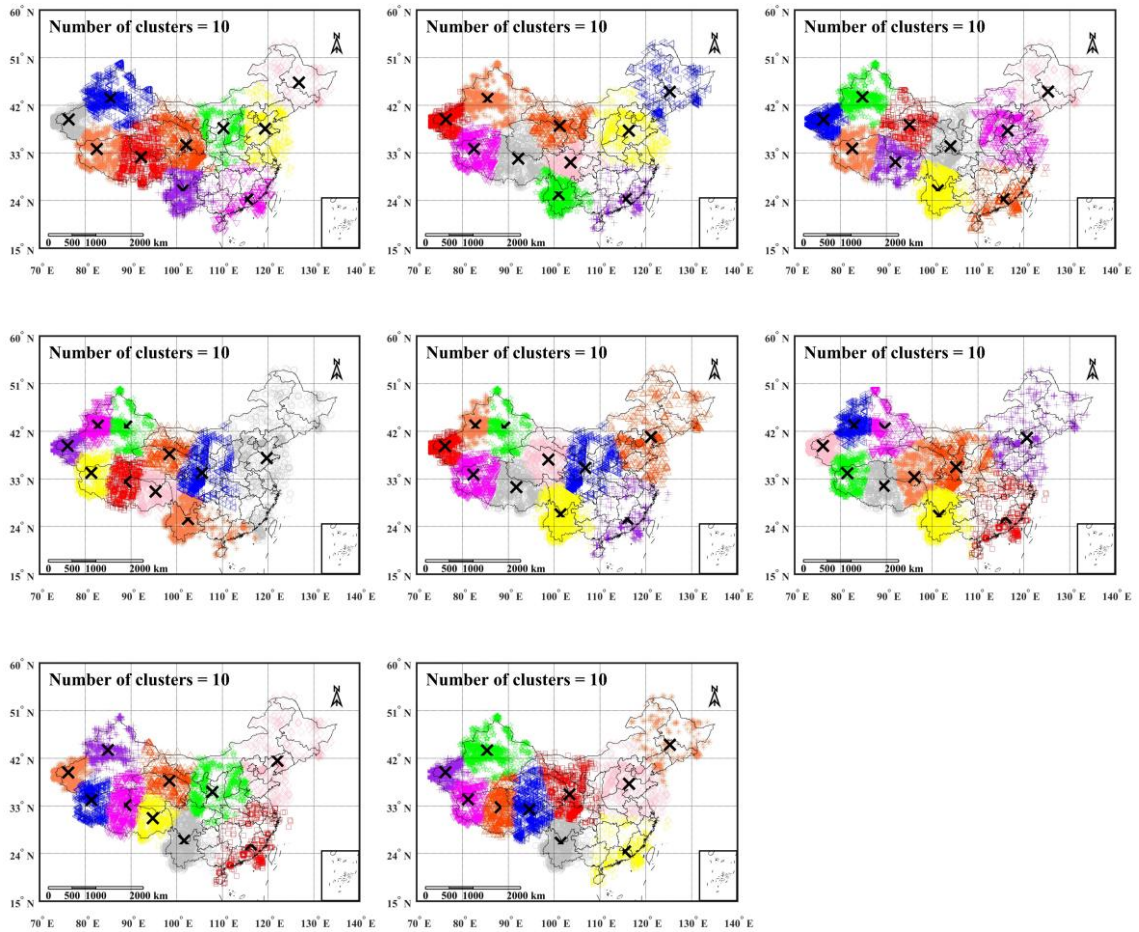 Number of clusters = 10
N
60° N
51° N
42° N
33° N
24° N
15° N
0 500 1000 2000 km
70° E 80° E 90° E 100° E 110° E 120° E 130° E 140° E
Number of clusters = 10
N
60° N
51° N
42° N
33° N
24° N
15° N
0 500 1000 2000 km
70° E 80° E 90° E 100° E 110° E 120° E 130° E 140° E
Number of clusters = 10
N
60° N
51° N
42° N
33° N
24° N
15° N
0 500 1000 2000 km
70° E 80° E 90° E 100° E 110° E 120° E 130° E 140° E
Number of clusters = 10
N
60° N
51° N
42° N
33° N
24° N
15° N
0 500 1000 2000 km
70° E 80° E 90° E 100° E 110° E 120° E 130° E 140° E
Number of clusters = 10
N
60° N
51° N
42° N
33° N
24° N
15° N
0 500 1000 2000 km
70° E 80° E 90° E 100° E 110° E 120° E 130° E 140° E
Number of clusters = 10
N
60° N
51° N
42° N
33° N
24° N
15° N
0 500 1000 2000 km
70° E 80° E 90° E 100° E 110° E 120° E 130° E 140° E
Number of clusters = 10
N
60° N
51° N
42° N
33° N
24° N
15° N
0 500 1000 2000 km
70° E 80° E 90° E 100° E 110° E 120° E 130° E 140° E
Number of clusters = 10
N
60° N
51° N
42° N
33° N
24° N
15° N
0 500 1000 2000 km
70° E 80° E 90° E 100° E 110° E 120° E 130° E 140° E